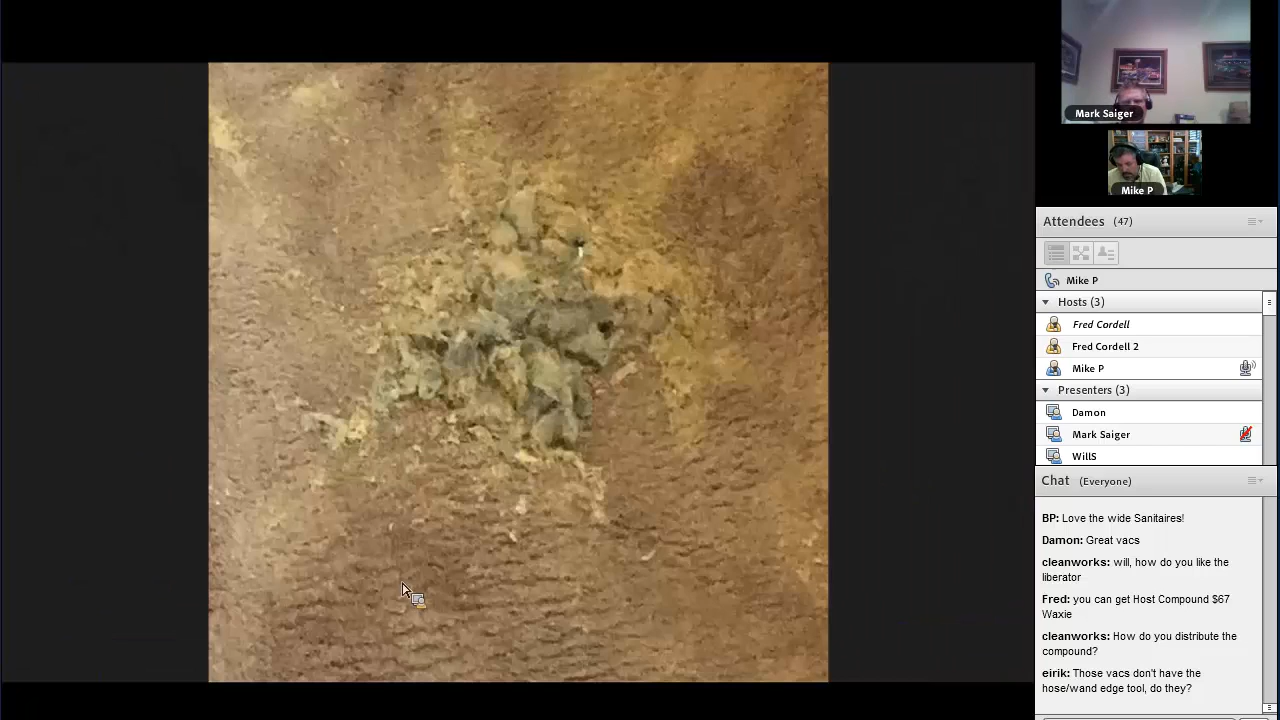 Mark Saiger
Mike P
Attendees (47)
Mike P
Hosts (3)
Fred Cordell
Fred Cordell 2
Mike P
Presenters (3)
Damon
Mark Saiger
WillS
Chat (Everyone)
BP: Love the wide Sanitaires!
Damon: Great vacs
cleanworks: will, how do you like the
liberator
Fred: you can get Host Compound $67
Waxie
cleanworks: How do you distribute the
compound?
eirik: Those vacs don't have the
hose/wand edge tool, do they?